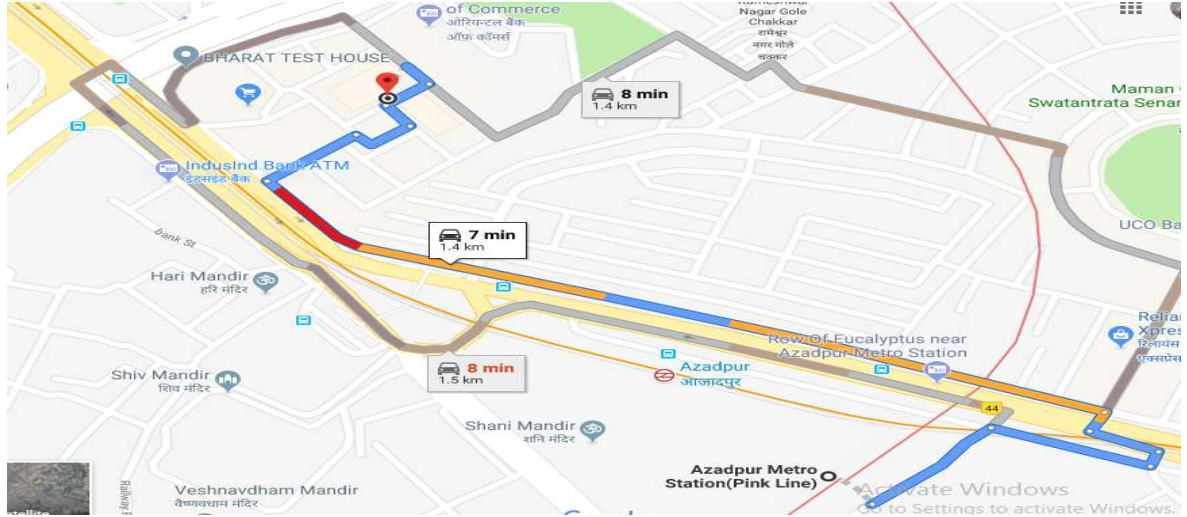 of Commerce
ओरियन्टल बैंक
ऑफ़ कॉमर्स
Nagar Gole
Chakkar
रामेश्वर
नगर गोले
चक्कर
BHARAT TEST HOUSE
8 min
1.4 km
Maman
Swatantrata Senan
IndusInd Bank ATM
इंडसइंड बैंक
UCO Ba
bank St
7 min
1.4 km
Hari Mandir
हरि मंदिर
Row Of Eucalyptus near
Azadpur Metro Station
Relian
Xpres
रिलायंस
एक्सप्रेस
8 min
1.5 km
Azadpur
आज़ादपुर
Shiv Mandir
शिव मंदिर
44
Shani Mandir
शनि मंदिर
Azadpur Metro
Station(Pink Line)
Veshnavdham Mandir
वैष्णवधाम मंदिर
Railway
atellite
Activate Windows
Go to Settings to activate Windows.